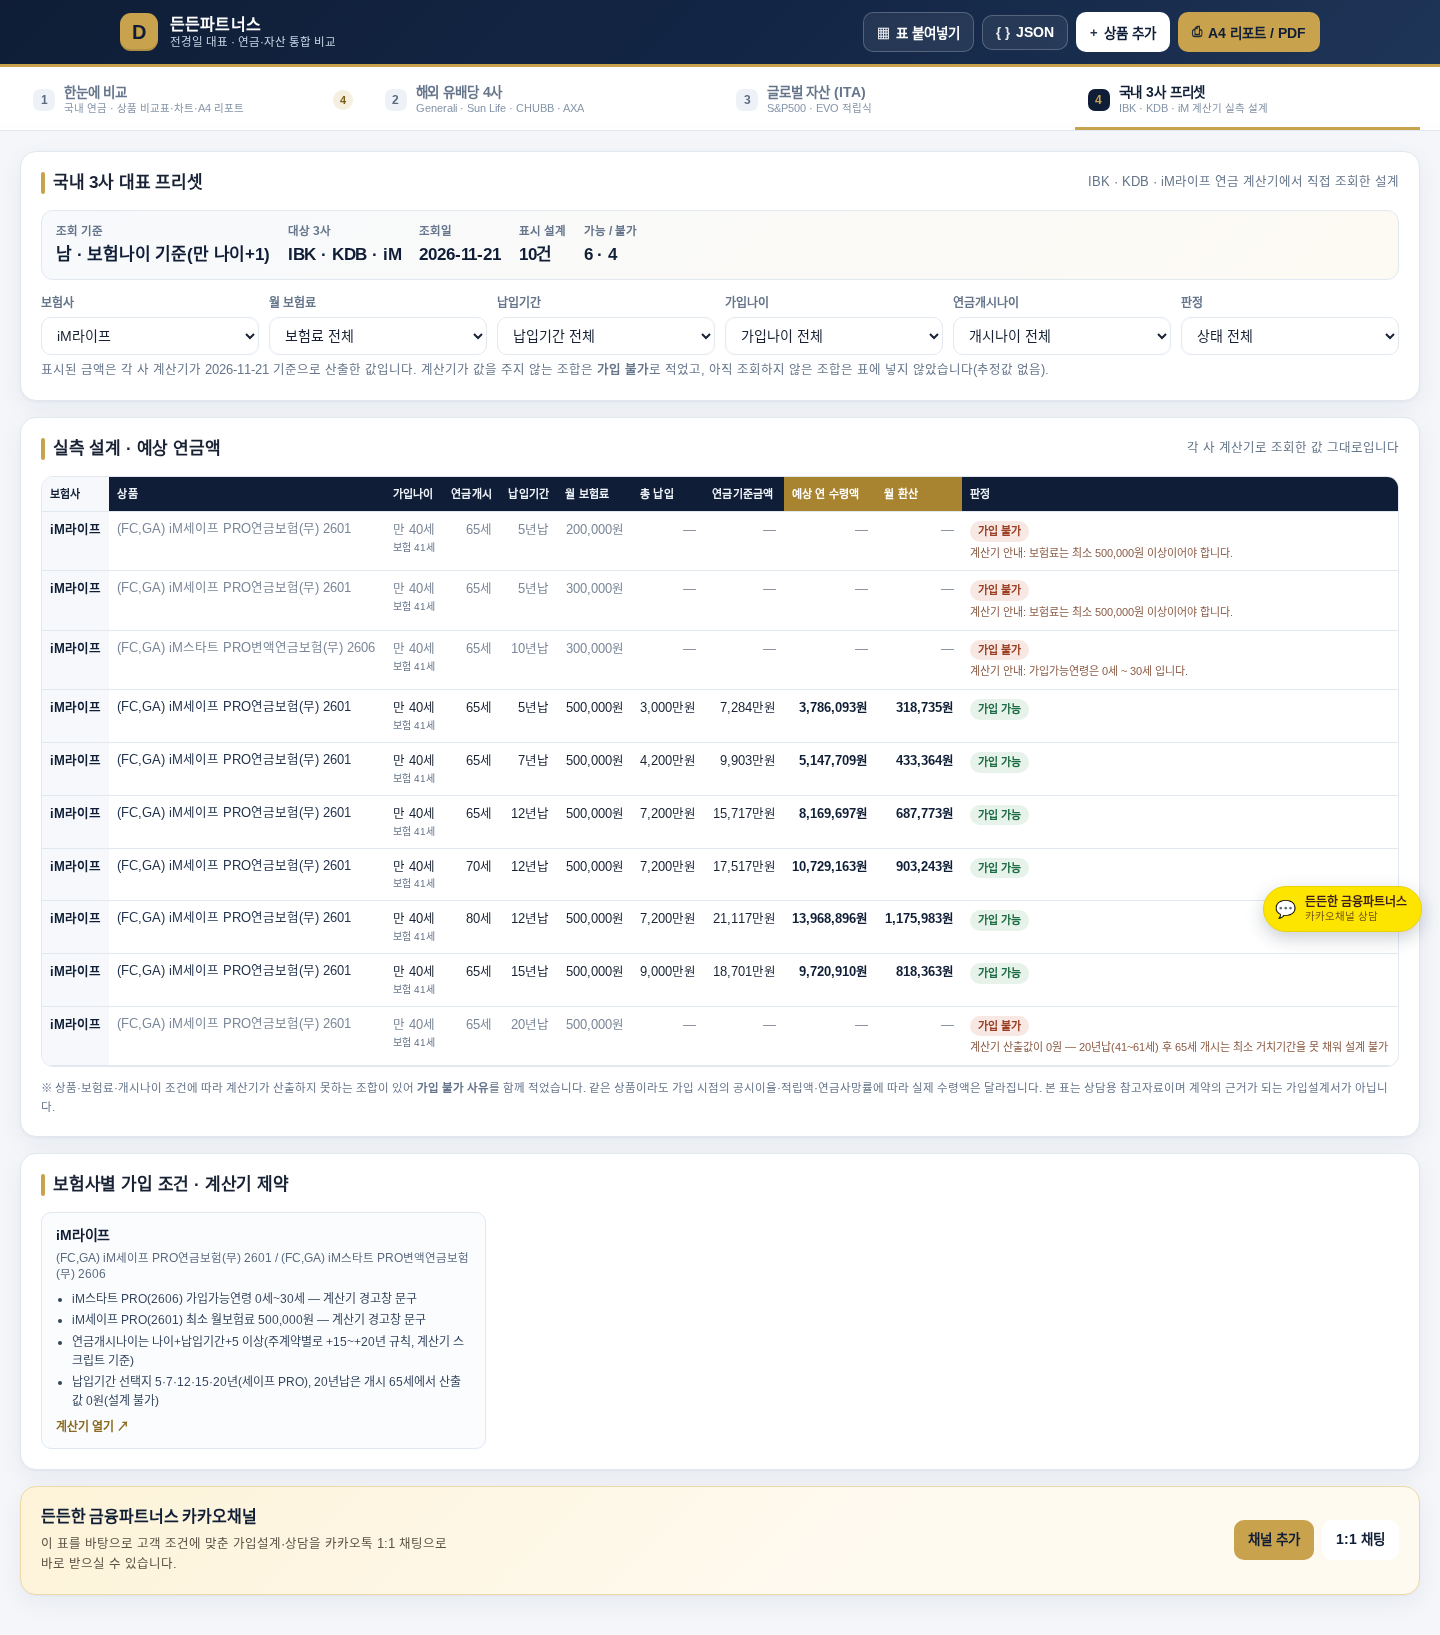 D 든든파트너스
전경일 대표 · 연금·자산 통합 비교
▦ 표 붙여넣기 { } JSON + 상품 추가 ⎙ A4 리포트 / PDF
1 한눈에 비교 4
국내 연금 · 상품 비교표·차트·A4 리포트
2 해외 유배당 4사
Generali · Sun Life · CHUBB · AXA
3 글로벌 자산 (ITA)
S&P500 · EVO 적립식
4 국내 3사 프리셋
IBK · KDB · iM 계산기 실측 설계
국내 3사 대표 프리셋 IBK · KDB · iM라이프 연금 계산기에서 직접 조회한 설계
조회 기준 대상 3사 조회일 표시 설계 가능 / 불가
남 · 보험나이 기준(만 나이+1) IBK · KDB · iM 2026-11-21 10건 6 · 4
보험사 월 보험료 납입기간 가입나이 연금개시나이 판정
iM라이프 보험료 전체 납입기간 전체 가입나이 전체 개시나이 전체 상태 전체
표시된 금액은 각 사 계산기가 2026-11-21 기준으로 산출한 값입니다. 계산기가 값을 주지 않는 조합은 가입 불가로 적었고, 아직 조회하지 않은 조합은 표에 넣지 않았습니다(추정값 없음).
실측 설계 · 예상 연금액 각 사 계산기로 조회한 값 그대로입니다
보험사 상품 가입나이 연금개시 납입기간 월 보험료 총 납입 연금기준금액 예상 연 수령액 월 환산 판정
iM라이프 (FC,GA) iM세이프 PRO연금보험(무) 2601 만 40세 65세 5년납 200,000원 — — — — 가입 불가
보험 41세 계산기 안내: 보험료는 최소 500,000원 이상이어야 합니다.
iM라이프 (FC,GA) iM세이프 PRO연금보험(무) 2601 만 40세 65세 5년납 300,000원 — — — — 가입 불가
보험 41세 계산기 안내: 보험료는 최소 500,000원 이상이어야 합니다.
iM라이프 (FC,GA) iM스타트 PRO변액연금보험(무) 2606 만 40세 65세 10년납 300,000원 — — — — 가입 불가
보험 41세 계산기 안내: 가입가능연령은 0세 ~ 30세 입니다.
iM라이프 (FC,GA) iM세이프 PRO연금보험(무) 2601 만 40세 65세 5년납 500,000원 3,000만원 7,284만원 3,786,093원 318,735원 가입 가능
보험 41세
iM라이프 (FC,GA) iM세이프 PRO연금보험(무) 2601 만 40세 65세 7년납 500,000원 4,200만원 9,903만원 5,147,709원 433,364원 가입 가능
보험 41세
iM라이프 (FC,GA) iM세이프 PRO연금보험(무) 2601 만 40세 65세 12년납 500,000원 7,200만원 15,717만원 8,169,697원 687,773원 가입 가능
보험 41세
iM라이프 (FC,GA) iM세이프 PRO연금보험(무) 2601 만 40세 70세 12년납 500,000원 7,200만원 17,517만원 10,729,163원 903,243원 가입 가능
보험 41세
iM라이프 (FC,GA) iM세이프 PRO연금보험(무) 2601 만 40세 80세 12년납 500,000원 7,200만원 21,117만원 13,968,896원 1,175,983원 가입 가능
보험 41세
든든한 금융파트너스
카카오채널 상담
iM라이프 (FC,GA) iM세이프 PRO연금보험(무) 2601 만 40세 65세 15년납 500,000원 9,000만원 18,701만원 9,720,910원 818,363원 가입 가능
보험 41세
iM라이프 (FC,GA) iM세이프 PRO연금보험(무) 2601 만 40세 65세 20년납 500,000원 — — — — 가입 불가
보험 41세 계산기 산출값이 0원 — 20년납(41~61세) 후 65세 개시는 최소 거치기간을 못 채워 설계 불가
※ 상품·보험료·개시나이 조건에 따라 계산기가 산출하지 못하는 조합이 있어 가입 불가 사유를 함께 적었습니다. 같은 상품이라도 가입 시점의 공시이율·적립액·연금사망률에 따라 실제 수령액은 달라집니다. 본 표는 상담용 참고자료이며 계약의 근거가 되는 가입설계서가 아닙니
다.
보험사별 가입 조건 · 계산기 제약
iM라이프
(FC,GA) iM세이프 PRO연금보험(무) 2601 / (FC,GA) iM스타트 PRO변액연금보험
(무) 2606
• iM스타트 PRO(2606) 가입가능연령 0세~30세 — 계산기 경고창 문구
• iM세이프 PRO(2601) 최소 월보험료 500,000원 — 계산기 경고창 문구
• 연금개시나이는 나이+납입기간+5 이상(주계약별로 +15~+20년 규칙, 계산기 스
크립트 기준)
• 납입기간 선택지 5·7·12·15·20년(세이프 PRO), 20년납은 개시 65세에서 산출
값 0원(설계 불가)
계산기 열기 ↗
든든한 금융파트너스 카카오채널
이 표를 바탕으로 고객 조건에 맞춘 가입설계·상담을 카카오톡 1:1 채팅으로
바로 받으실 수 있습니다.
채널 추가 1:1 채팅